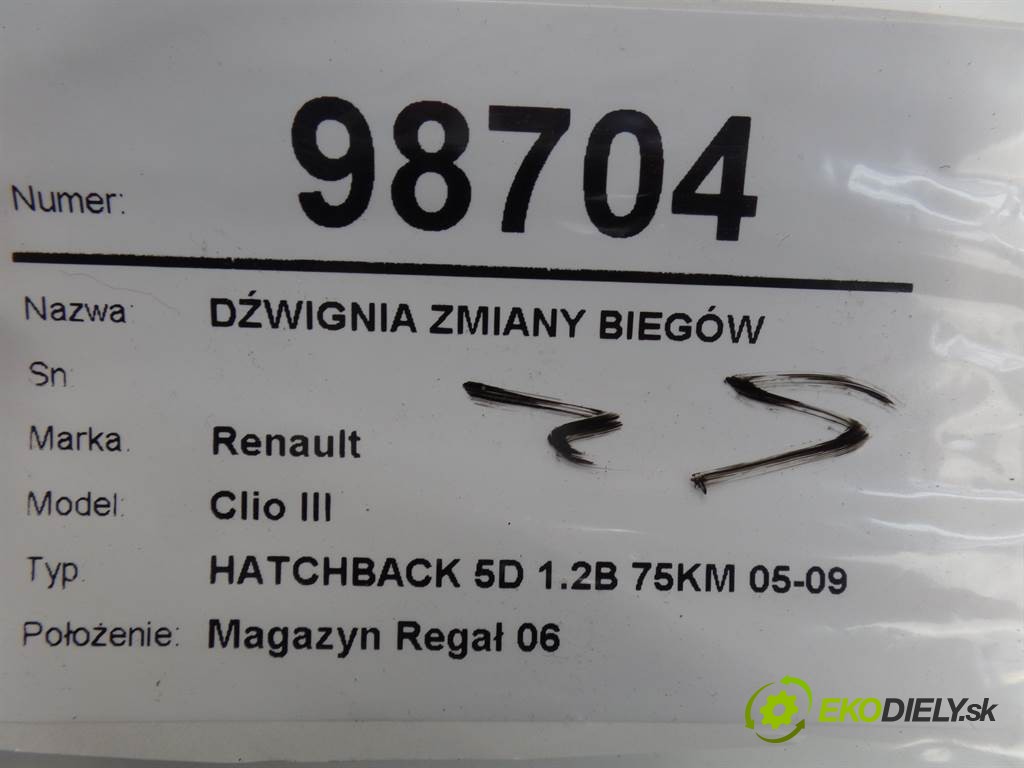 Numer: 98704
Nazwa: DŹWIGNIA ZMIANY BIEGÓW
Sn
Marka. Renault
Model: Clio III
Typ. HATCHBACK 5D 1.2B 75KM 05-09
Położenie: Magazyn Regał 06
EKODIELY.sk